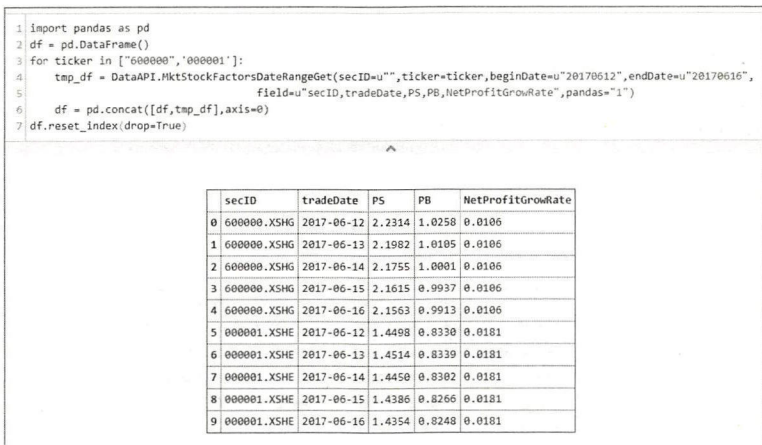 1 import pandas as pd
2 df = pd.DataFrame()
3 for ticker in ["600000",'000001']:
4 tmp_df = DataAPI.MktStockFactorsDateRangeGet(secID=u"",ticker=ticker,beginDate=u"20170612",endDate=u"20170616",
5 field=u"secID,tradeDate,PS,PB,NetProfitGrowRate",pandas="1")
6 df = pd.concat([df,tmp_df],axis=0)
7 df.reset_index(drop=True)
secID tradeDate PS PB NetProfitGrowRate
0 600000.XSHG 2017-06-12 2.2314 1.0258 0.0106
1 600000.XSHG 2017-06-13 2.1982 1.0105 0.0106
2 600000.XSHG 2017-06-14 2.1755 1.0001 0.0106
3 600000.XSHG 2017-06-15 2.1615 0.9937 0.0106
4 600000.XSHG 2017-06-16 2.1563 0.9913 0.0106
5 000001.XSHE 2017-06-12 1.4498 0.8330 0.0181
6 000001.XSHE 2017-06-13 1.4514 0.8339 0.0181
7 000001.XSHE 2017-06-14 1.4450 0.8302 0.0181
8 000001.XSHE 2017-06-15 1.4386 0.8266 0.0181
9 000001.XSHE 2017-06-16 1.4354 0.8248 0.0181